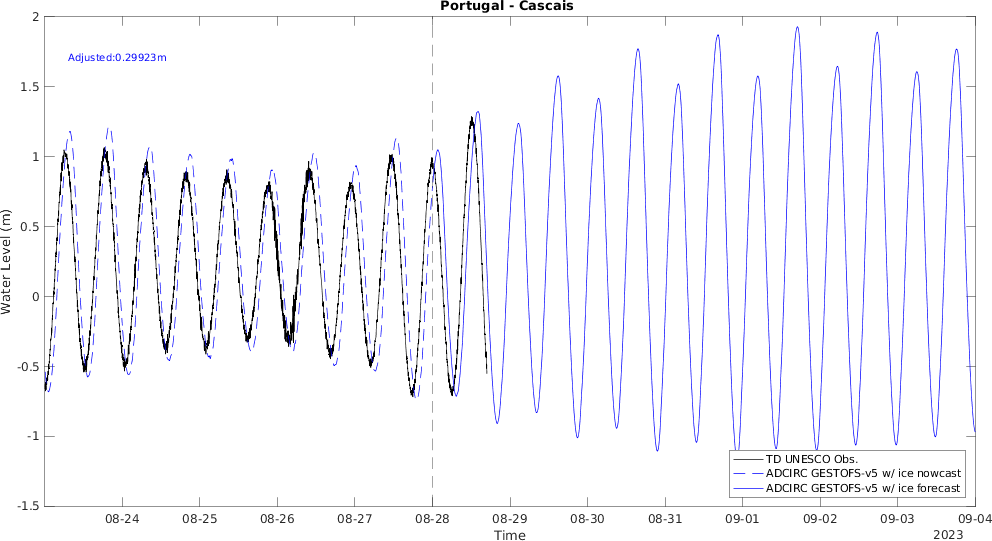 Portugal - Cascais
Adjusted:0.29923m
Water Level (m)
2
1.5
1
0.5
0
-0.5
-1
-1.5
TD UNESCO Obs.
ADCIRC GESTOFS-v5 w/ ice nowcast
ADCIRC GESTOFS-v5 w/ ice forecast
08-24 08-25 08-26 08-27 08-28 08-29 08-30 08-31 09-01 09-02 09-03 09-04
Time
2023